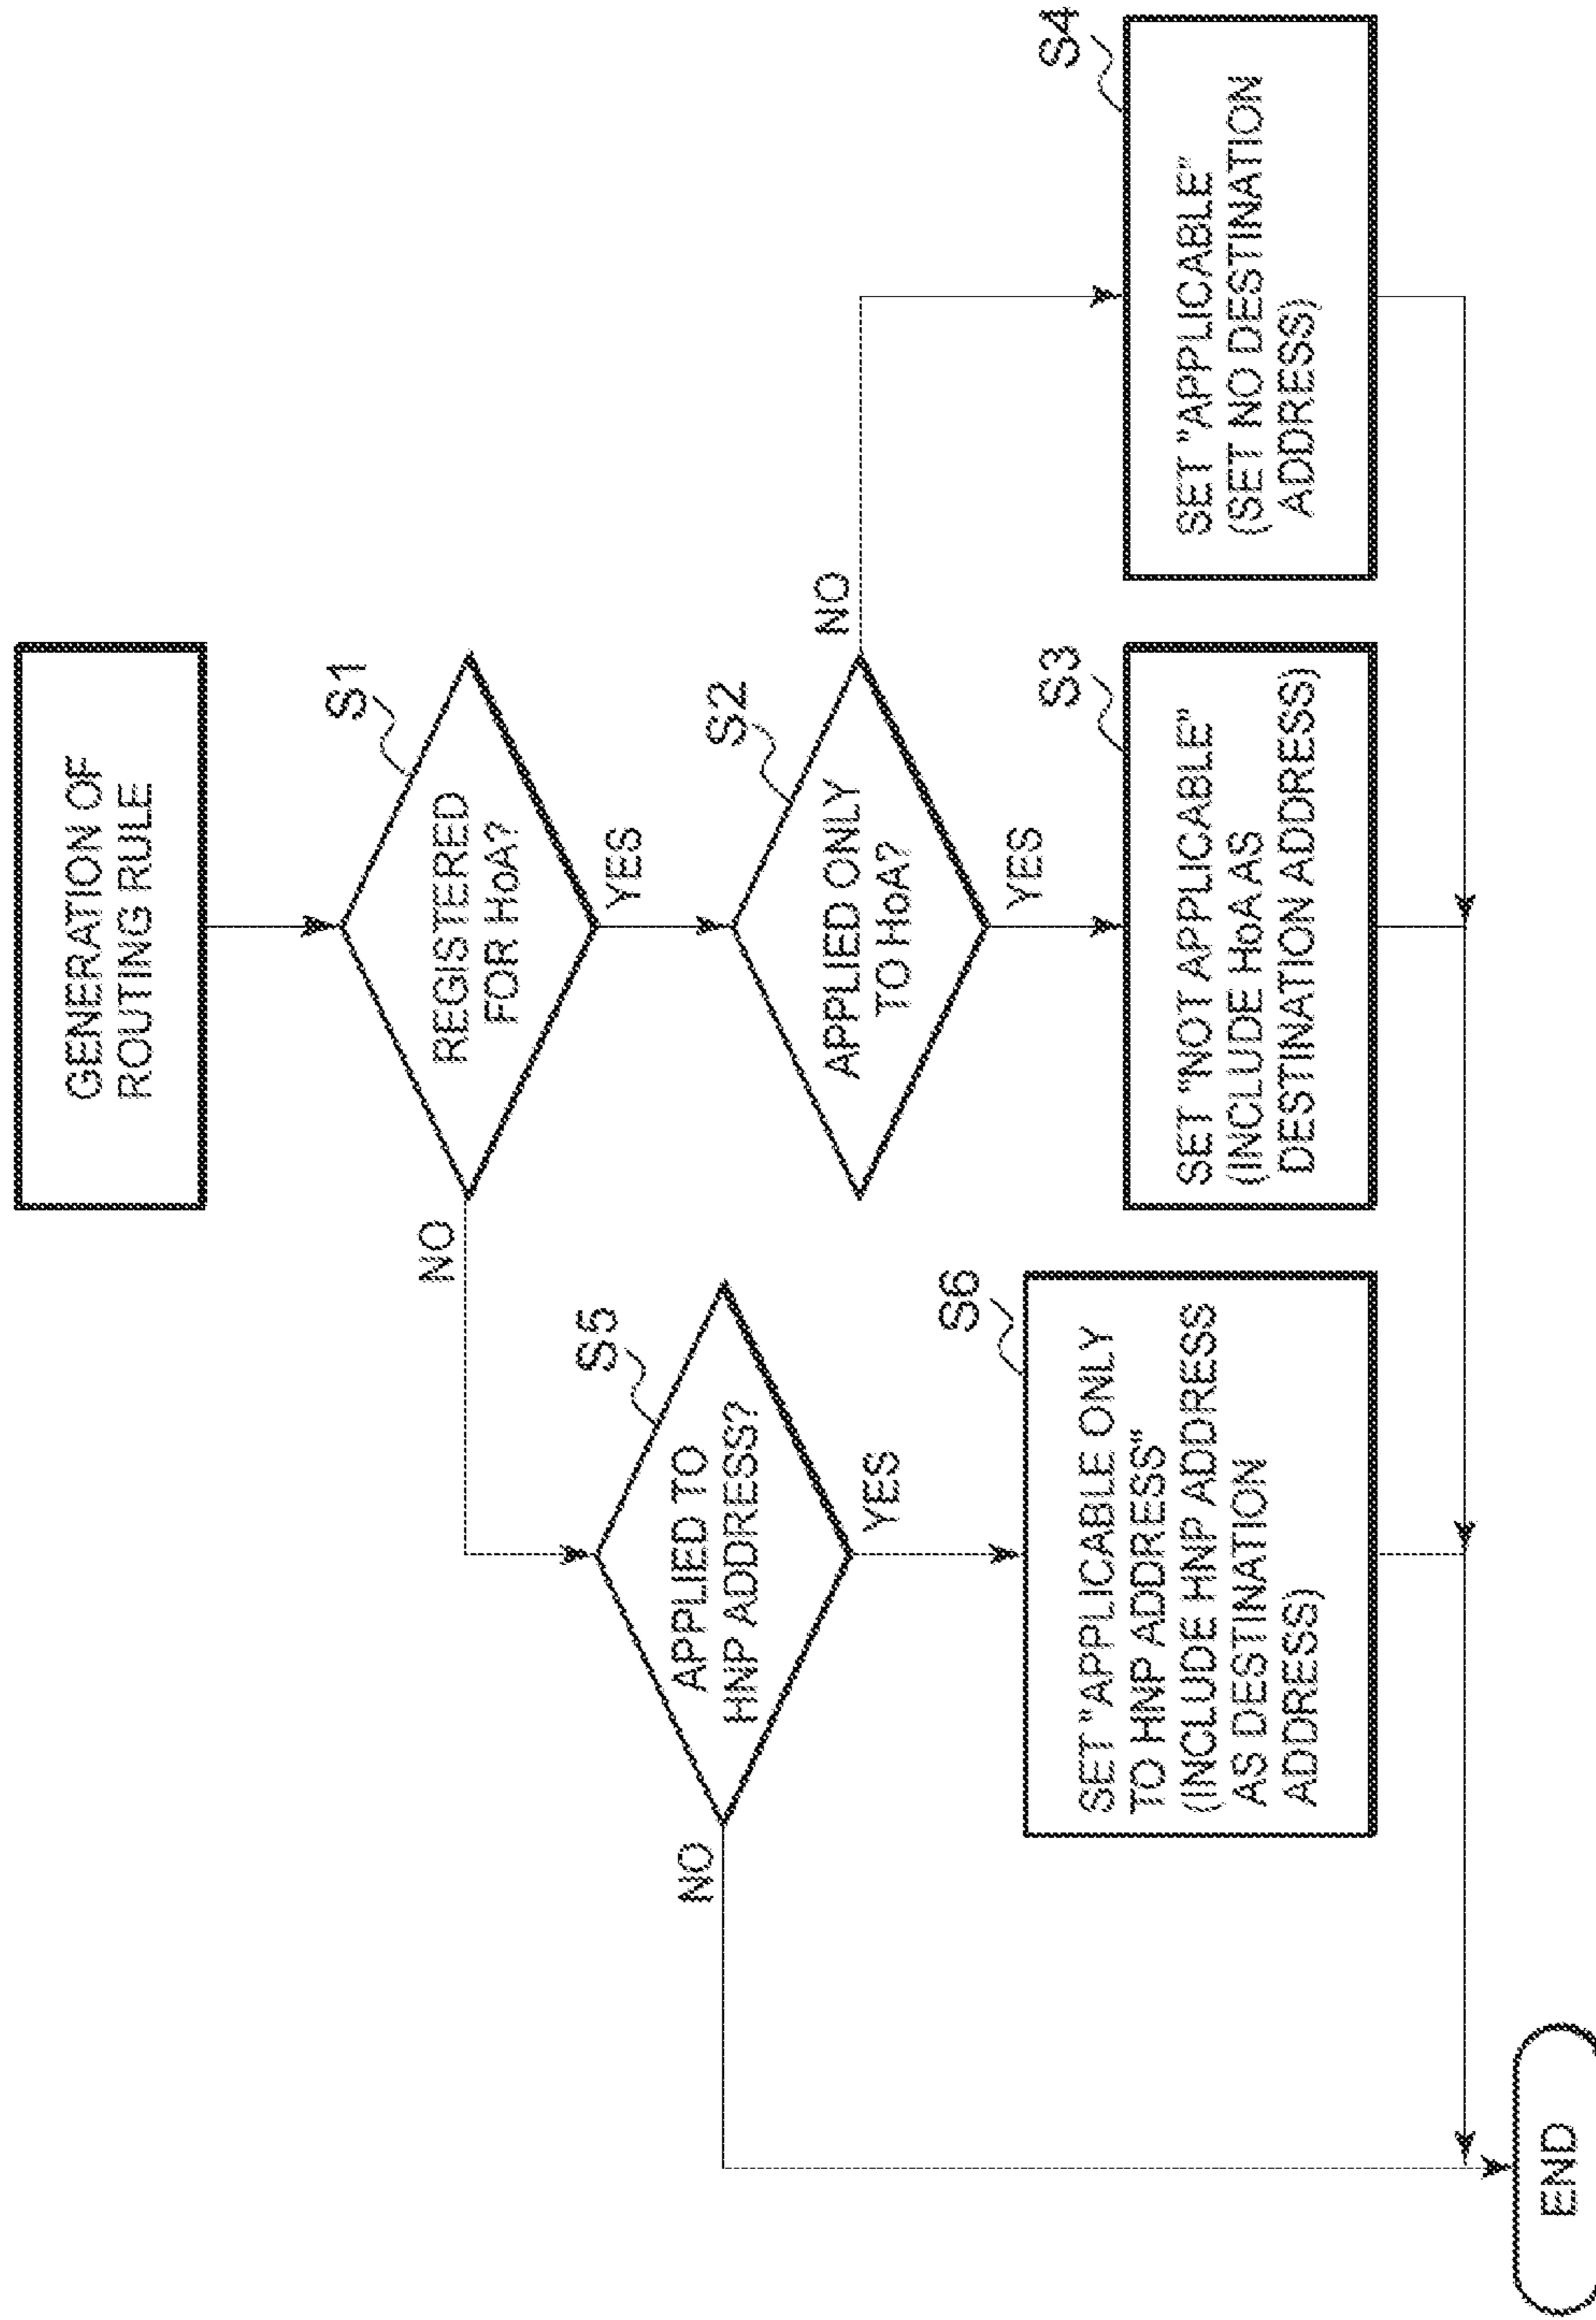 GENERATION OF
ROUTING RULE
S1
REGISTERED
FOR HoA?
NO
YES
S2
APPLIED ONLY
TO HoA?
NO
YES
S5
APPLIED TO
HNP ADDRESS?
NO
YES
S6
SET "APPLICABLE ONLY
TO HNP ADDRESS"
(INCLUDE HNP ADDRESS
AS DESTINATION
ADDRESS)
S3
SET "NOT APPLICABLE"
(INCLUDE HoA AS
DESTINATION ADDRESS)
S4
SET "APPLICABLE"
(SET NO DESTINATION
ADDRESS)
END